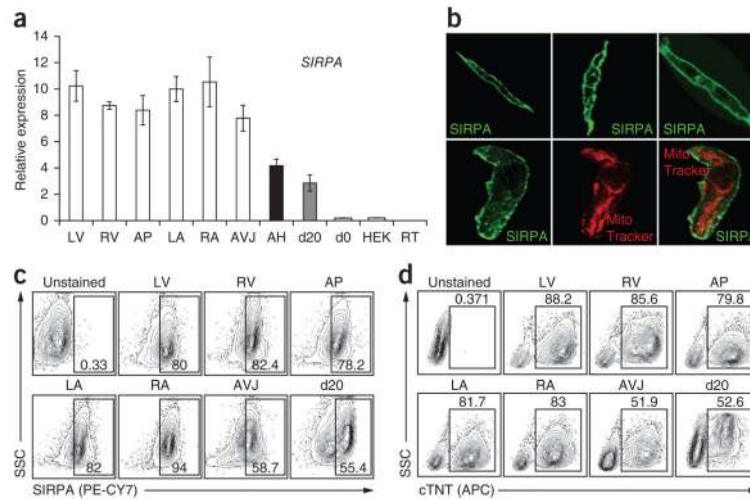 a
SIRPA
Relative expression
14
12
10
8
6
4
2
0
LV RV AP LA RA AVJ AH d20 d0 HEK RT
b
SIRPA SIRPA SIRPA
SIRPA Mito Tracker Mito Tracker SIRPA
c
Unstained LV RV AP
0.33 80 82.4 78.2
LA RA AVJ d20
82 94 58.7 55.4
SSC
SIRPA (PE-CY7)
d
Unstained LV RV AP
0.371 88.2 85.6 79.8
LA RA AVJ d20
81.7 83 51.9 52.6
SSC
cTNT (APC)